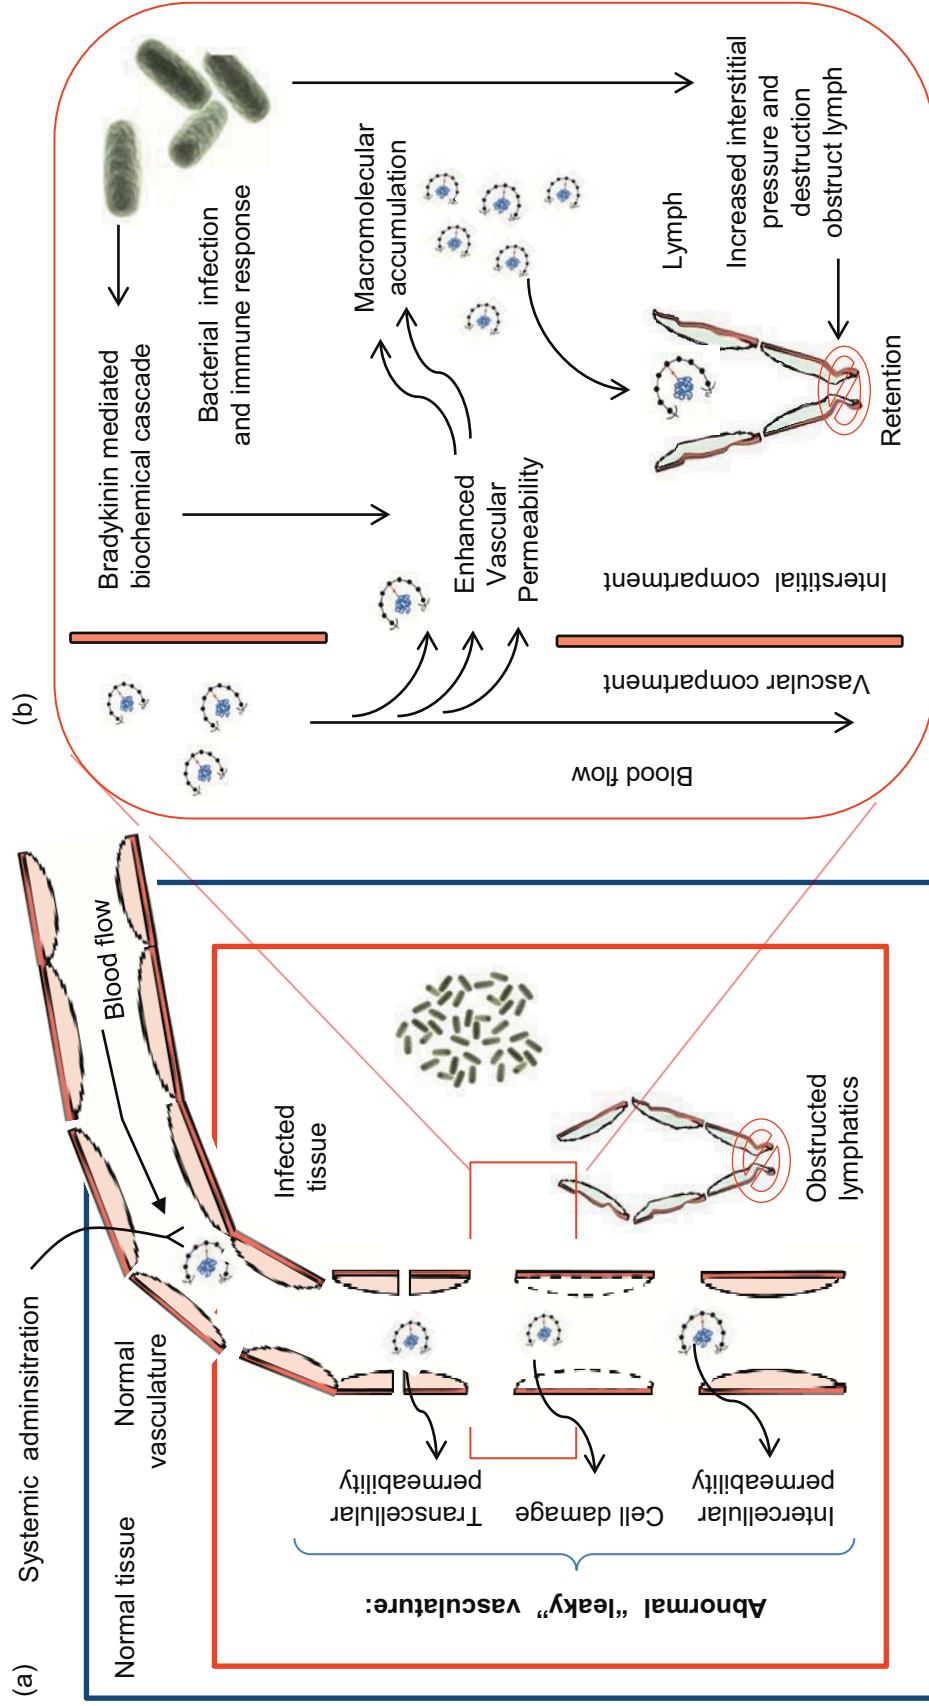 (a)
Systemic adminsitration
Normal tissue
Normal
vasculature
Blood flow
Infected
tissue
Abnormal “leaky” vasculature:
Transcellular
permeability
Cell damage
Intercellular
permeability
Obstructed
lymphatics
(b)
Blood flow
Vascular compartment
Interstitial compartment
Bradykinin mediated
biochemical cascade
Bacterial infection
and immune response
Enhanced
Vascular
Permeability
Macromolecular
accumulation
Lymph
Increased interstitial
pressure and
destruction
obstruct lymph
Retention